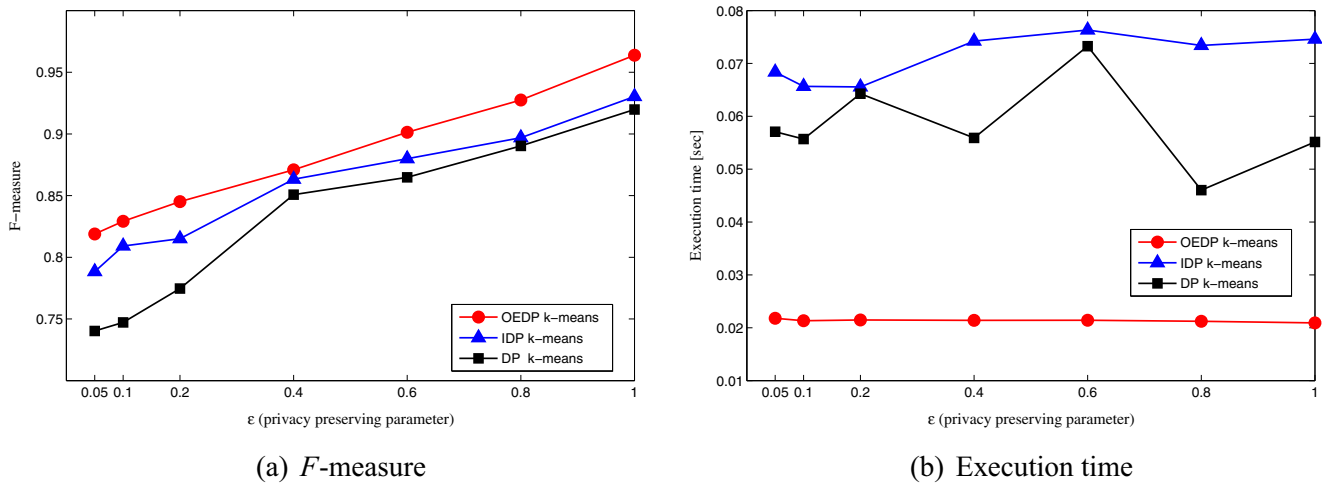 0.95
0.9
0.85
0.8
0.75
F−measure
0.05 0.1 0.2 0.4 0.6 0.8 1
ε (privacy preserving parameter)
OEDP k−means
IDP k−means
DP k−means
(a) F-measure
0.08
0.07
0.06
0.05
0.04
0.03
0.02
0.01
Execution time [sec]
0.05 0.1 0.2 0.4 0.6 0.8 1
ε (privacy preserving parameter)
OEDP k−means
IDP k−means
DP k−means
(b) Execution time